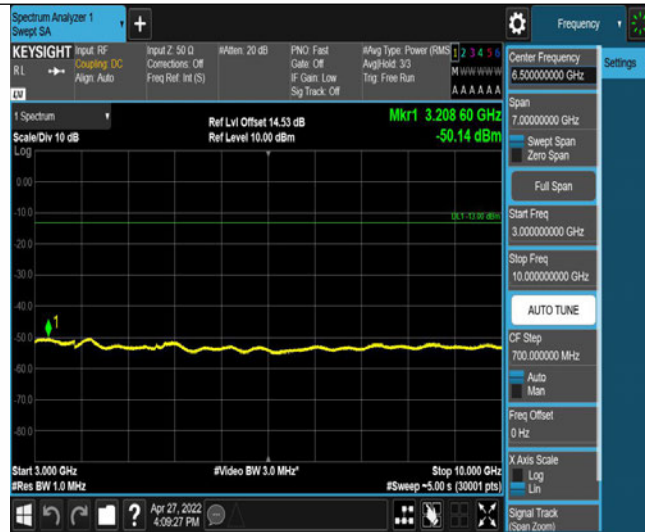 Spectrum Analyzer 1
Swept SA
+
Frequency
KEYSIGHT Input: RF Input Z: 50 Ω #Atten: 20 dB PNO: Fast #Avg Type: Power (RMS 1 2 3 4 5 6
RL Coupling: DC Corrections: Off Gate: Off Avg|Hold: 3/3 M W W W W W
Align: Auto Freq Ref: Int (S) IF Gain: Low Trig: Free Run
Sig Track: Off A A A A A A
LXI
1 Spectrum
Scale/Div 10 dB
Log
Ref Lvl Offset 14.53 dB
Ref Level 10.00 dBm
Mkr1 3.208 60 GHz
-50.14 dBm
0.00
-10.0
DL1 -13.00 dBm
-20.0
-30.0
-40.0
1
-50.0
-60.0
-70.0
-80.0
Start 3.000 GHz #Video BW 3.0 MHz* Stop 10.000 GHz
#Res BW 1.0 MHz #Sweep ~5.00 s (30001 pts)
?
Apr 27, 2022
4:09:27 PM
Settings
Center Frequency
6.500000000 GHz
Span
7.00000000 GHz
Swept Span
Zero Span
Full Span
Start Freq
3.000000000 GHz
Stop Freq
10.000000000 GHz
AUTO TUNE
CF Step
700.000000 MHz
Auto
Man
Freq Offset
0 Hz
X Axis Scale
Log
Lin
Signal Track
(Span Zoom)